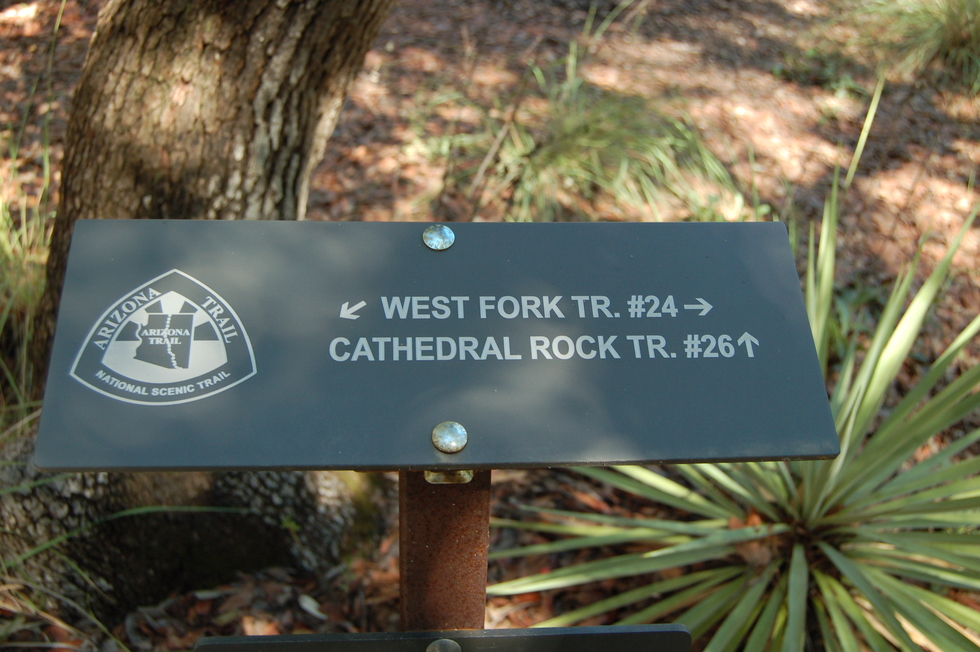 ARIZONA TRAIL
ARIZONA
TRAIL
NATIONAL SCENIC TRAIL
↙ WEST FORK TR. #24→
CATHEDRAL ROCK TR. #26↑